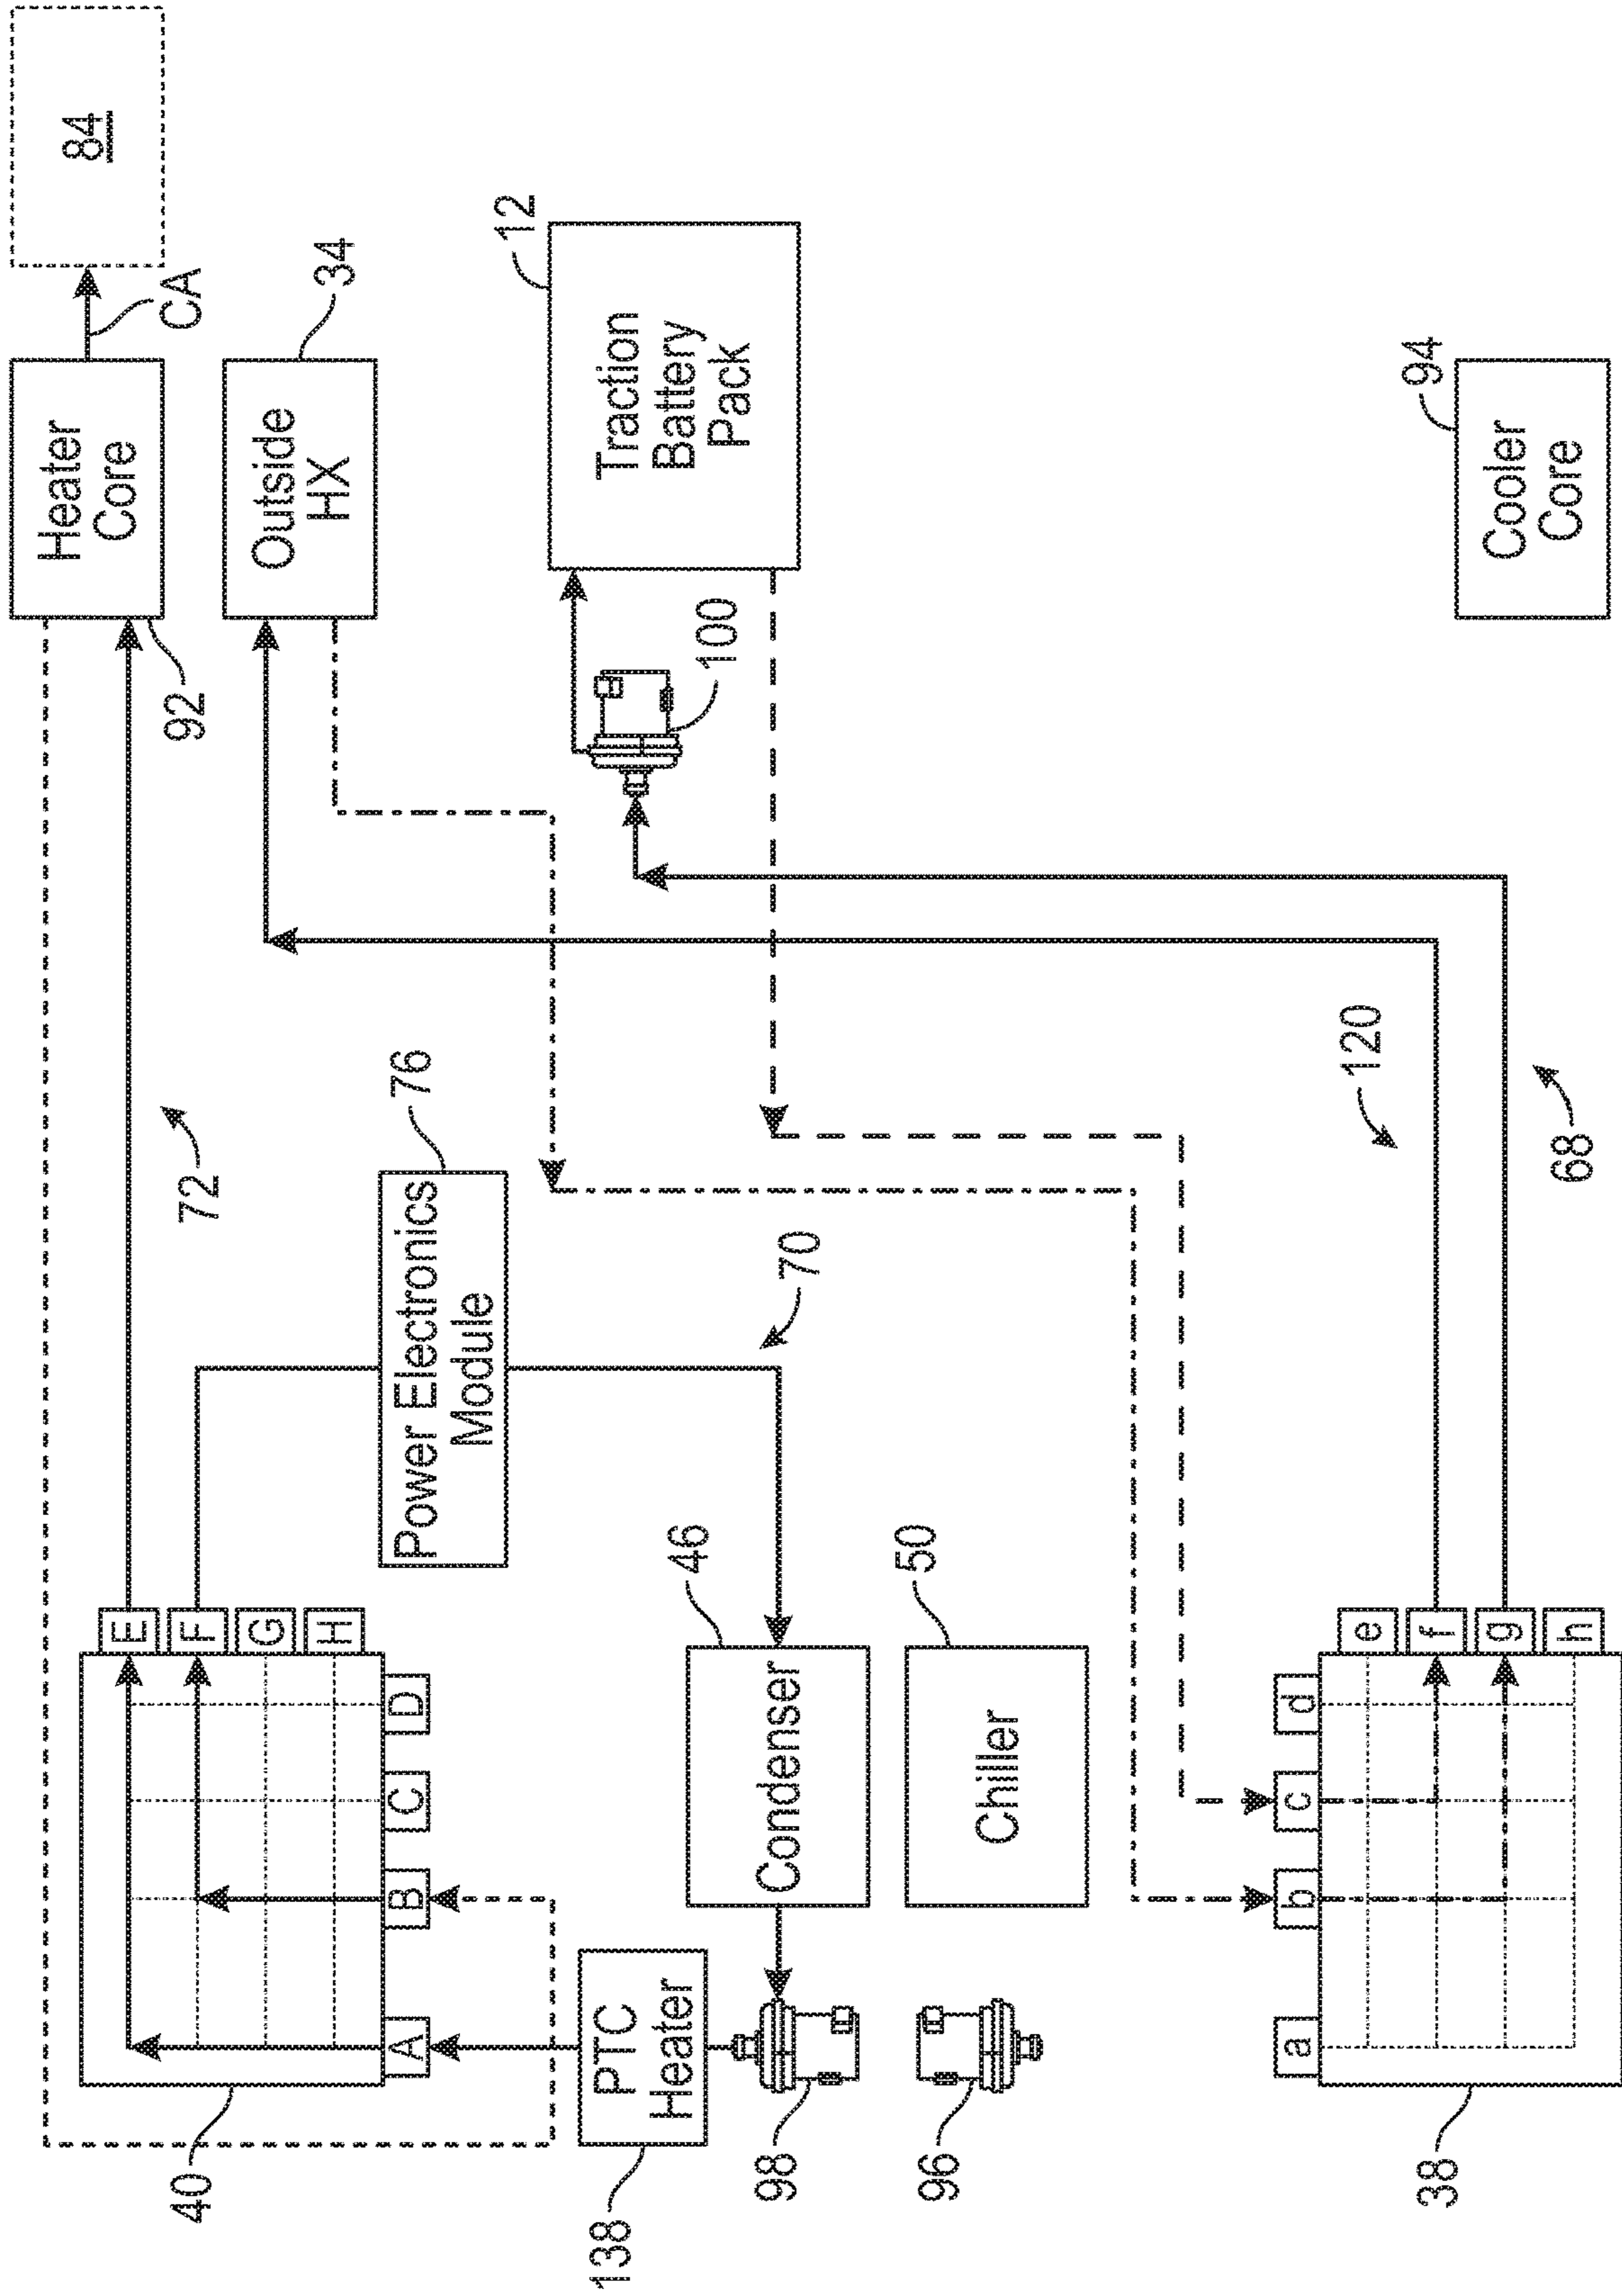 84
CA
Heater
Core
92
Outside
HX
34
Traction
Battery
Pack
12
100
Cooler
Core
94
72
Power Electronics
Module
76
70
120
68
E
F
G
H
A
B
C
D
40
PTC
Heater
138
Condenser
46
Chiller
50
98
96
a
b
c
d
e
f
g
h
38